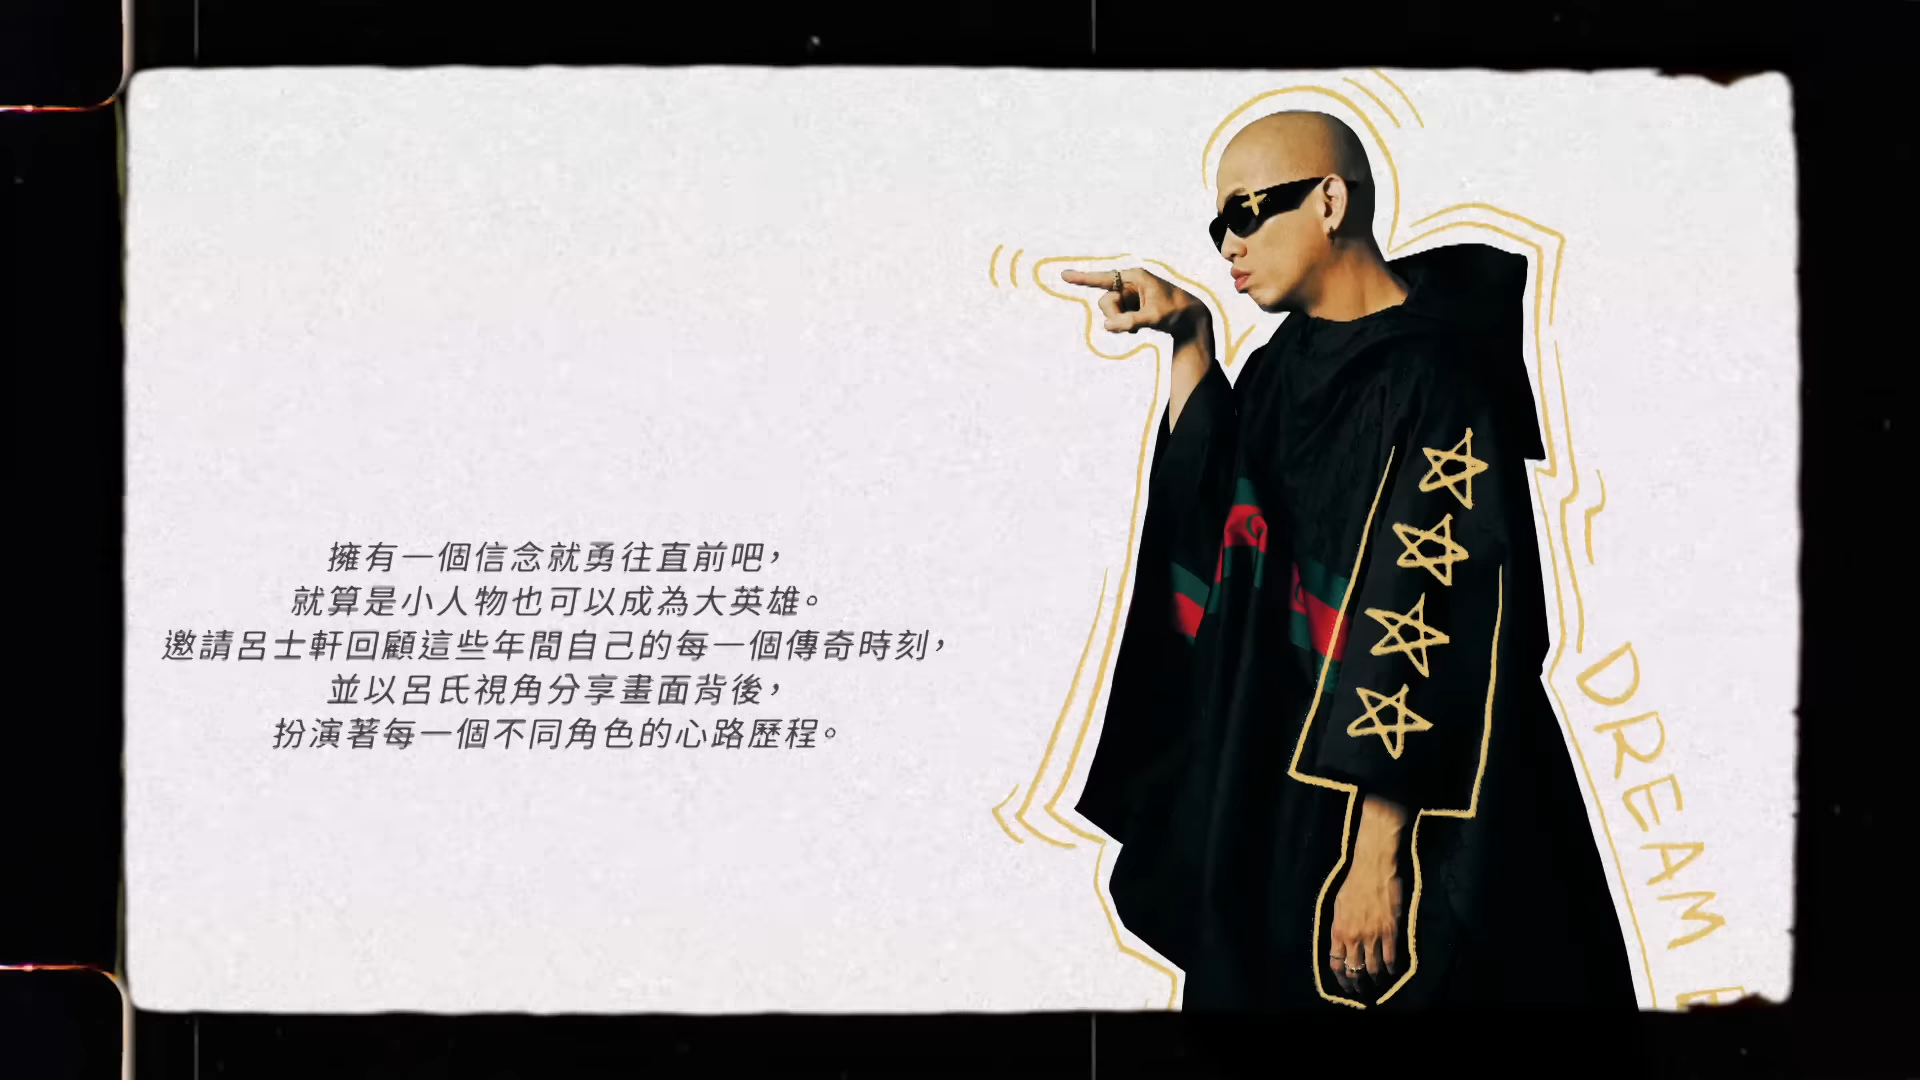 擁有一個信念就勇往直前吧，
就算是小人物也可以成為大英雄。
邀請呂士軒回顧這些年間自己的每一個傳奇時刻，
並以呂氏視角分享畫面背後，
扮演著每一個不同角色的心路歷程。
DREAM